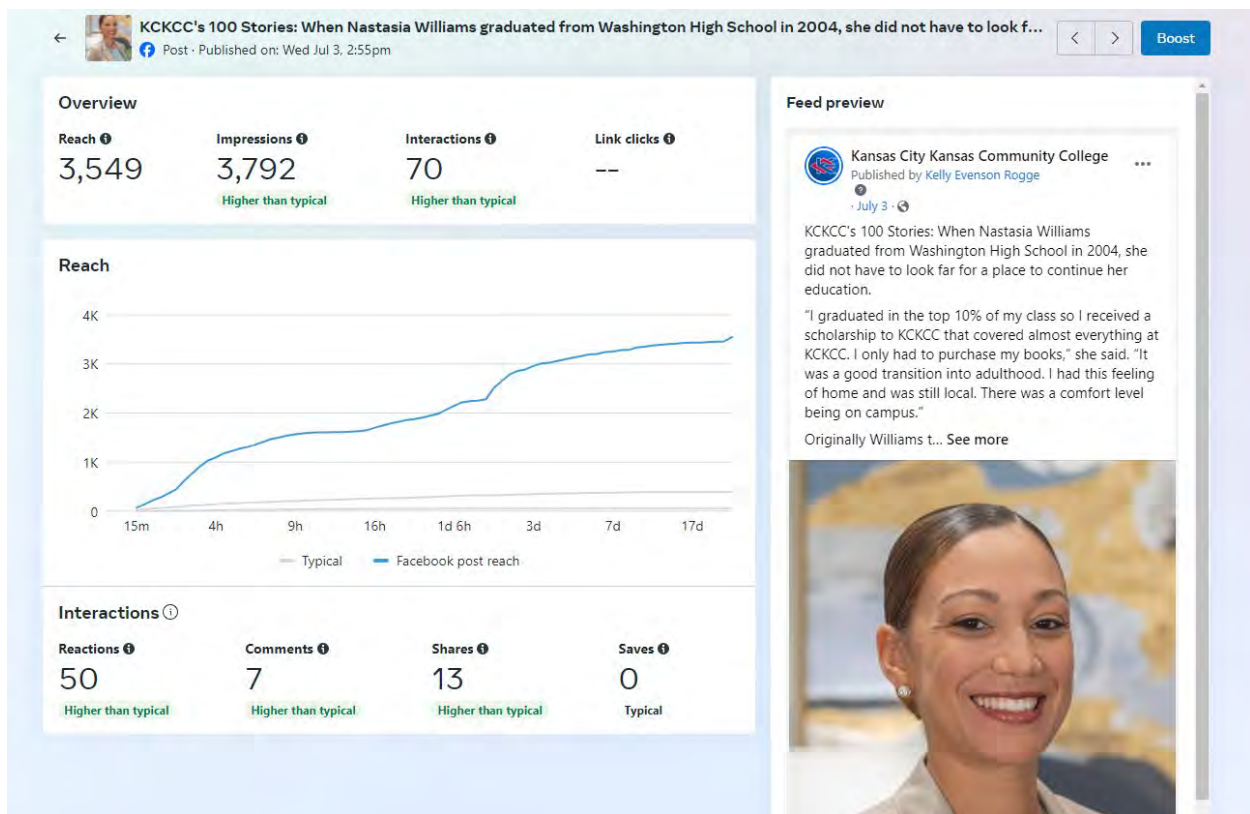 KCKCC's 100 Stories: When Nastasia Williams graduated from Washington High School in 2004, she did not have to look f...
Post · Published on: Wed Jul 3, 2:55pm
Boost
Overview
Reach
Impressions
Interactions
Link clicks
3,549
3,792
70
--
Higher than typical
Higher than typical
Reach
4K
3K
2K
1K
0
15m
4h
9h
16h
1d 6h
3d
7d
17d
Typical
Facebook post reach
Interactions
Reactions
Comments
Shares
Saves
50
7
13
0
Higher than typical
Higher than typical
Higher than typical
Typical
Feed preview
Kansas City Kansas Community College
Published by Kelly Evenson Rogge
· July 3 ·
KCKCC's 100 Stories: When Nastasia Williams
graduated from Washington High School in 2004, she
did not have to look far for a place to continue her
education.
“I graduated in the top 10% of my class so I received a
scholarship to KCKCC that covered almost everything at
KCKCC. I only had to purchase my books,” she said. “It
was a good transition into adulthood. I had this feeling
of home and was still local. There was a comfort level
being on campus.”
Originally Williams t... See more